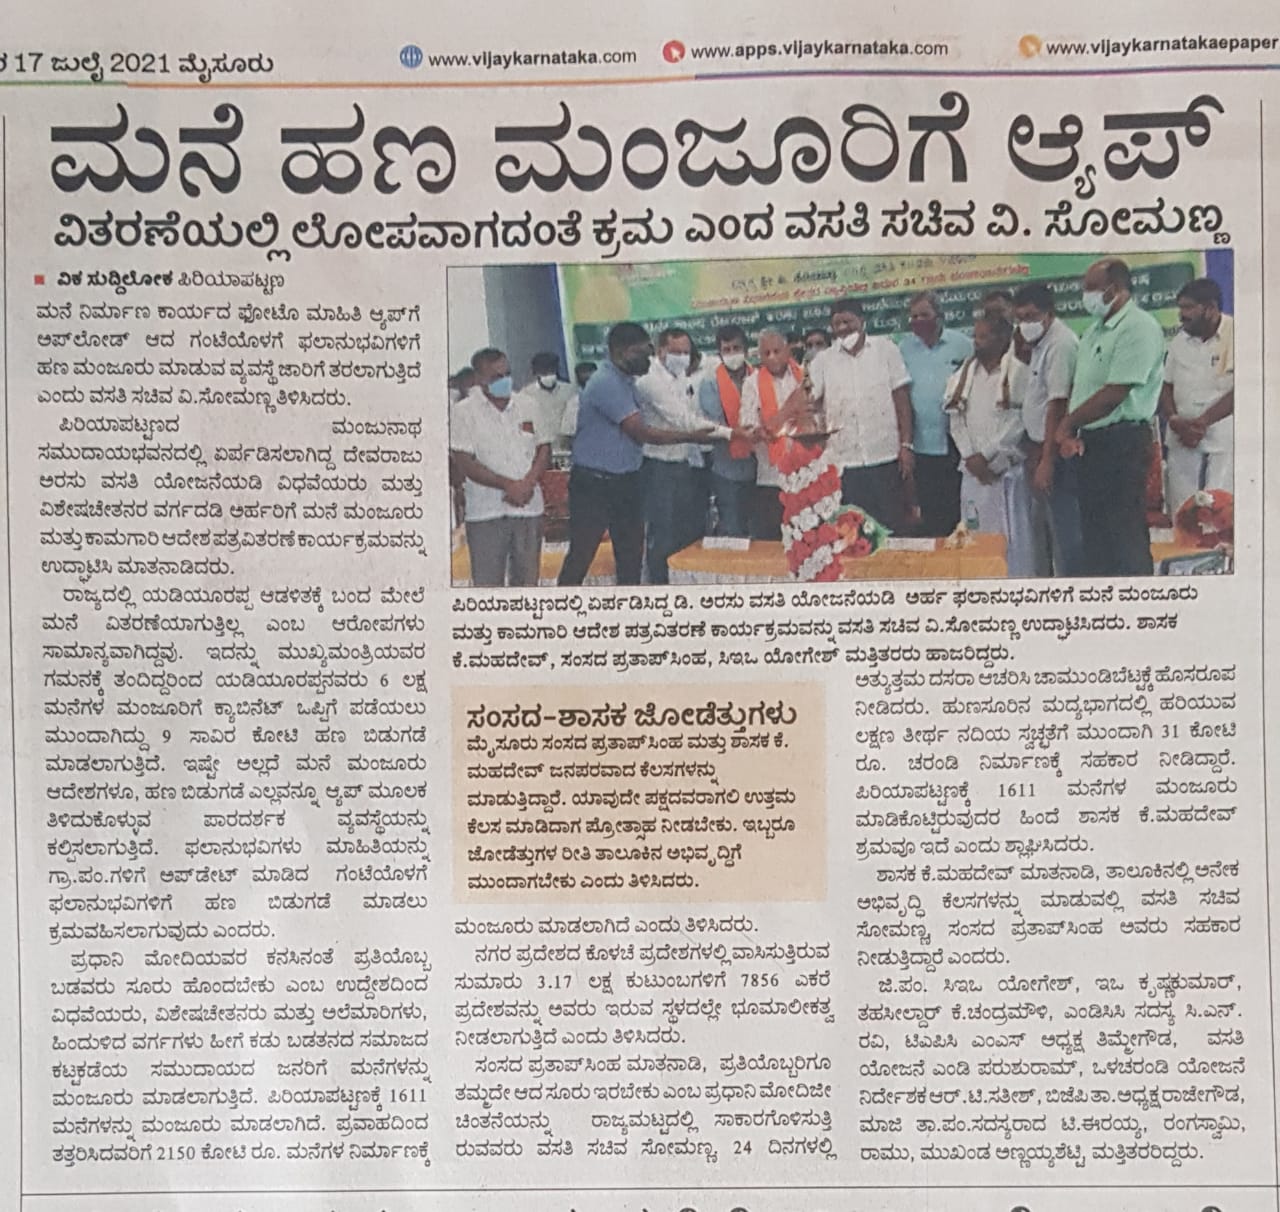 17 ಜುಲೈ 2021 ಮೈಸೂರು
www.vijaykarnataka.com
www.apps.vijaykarnataka.com
www.vijaykarnatakaepaper
ಮನೆ ಹಣ ಮಂಜೂರಿಗೆ ಆ್ಯಪ್
ವಿತರಣೆಯಲ್ಲಿ ಲೋಪವಾಗದಂತೆ ಕ್ರಮ ಎಂದ ವಸತಿ ಸಚಿವ ವಿ. ಸೋಮಣ್ಣ
■ ವಿಕ ಸುದ್ದಿಲೋಕ ಪಿರಿಯಾಪಟ್ಟಣ
ಮನೆ ನಿರ್ಮಾಣ ಕಾರ್ಯದ ಫೋಟೊ ಮಾಹಿತಿ ಆ್ಯಪ್‌ಗೆ
ಅಪ್‌ಲೋಡ್ ಆದ ಗಂಟೆಯೊಳಗೆ ಫಲಾನುಭವಿಗಳಿಗೆ
ಹಣ ಮಂಜೂರು ಮಾಡುವ ವ್ಯವಸ್ಥೆ ಜಾರಿಗೆ ತರಲಾಗುತ್ತಿದೆ
ಎಂದು ವಸತಿ ಸಚಿವ ವಿ.ಸೋಮಣ್ಣ ತಿಳಿಸಿದರು.
ಪಿರಿಯಾಪಟ್ಟಣದ ಮಂಜುನಾಥ
ಸಮುದಾಯಭವನದಲ್ಲಿ ಏರ್ಪಡಿಸಲಾಗಿದ್ದ ದೇವರಾಜು
ಅರಸು ವಸತಿ ಯೋಜನೆಯಡಿ ವಿಧವೆಯರು ಮತ್ತು
ವಿಶೇಷಚೇತನರ ವರ್ಗದಡಿ ಅರ್ಹರಿಗೆ ಮನೆ ಮಂಜೂರು
ಮತ್ತು ಕಾಮಗಾರಿ ಆದೇಶ ಪತ್ರ ವಿತರಣೆ ಕಾರ್ಯಕ್ರಮವನ್ನು
ಉದ್ಘಾಟಿಸಿ ಮಾತನಾಡಿದರು.
ರಾಜ್ಯದಲ್ಲಿ ಯಡಿಯೂರಪ್ಪ ಆಡಳಿತಕ್ಕೆ ಬಂದ ಮೇಲೆ
ಮನೆ ವಿತರಣೆಯಾಗುತ್ತಿಲ್ಲ ಎಂಬ ಆರೋಪಗಳು
ಸಾಮಾನ್ಯವಾಗಿದ್ದವು. ಇದನ್ನು ಮುಖ್ಯಮಂತ್ರಿಯವರ
ಗಮನಕ್ಕೆ ತಂದಿದ್ದರಿಂದ ಯಡಿಯೂರಪ್ಪನವರು 6 ಲಕ್ಷ
ಮನೆಗಳ ಮಂಜೂರಿಗೆ ಕ್ಯಾಬಿನೆಟ್ ಒಪ್ಪಿಗೆ ಪಡೆಯಲು
ಮುಂದಾಗಿದ್ದು 9 ಸಾವಿರ ಕೋಟಿ ಹಣ ಬಿಡುಗಡೆ
ಮಾಡಲಾಗುತ್ತಿದೆ. ಇಷ್ಟೇ ಅಲ್ಲದೆ ಮನೆ ಮಂಜೂರು
ಆದೇಶಗಳೂ, ಹಣ ಬಿಡುಗಡೆ ಎಲ್ಲವನ್ನೂ ಆ್ಯಪ್ ಮೂಲಕ
ತಿಳಿದುಕೊಳ್ಳುವ ಪಾರದರ್ಶಕ ವ್ಯವಸ್ಥೆಯನ್ನು
ಕಲ್ಪಿಸಲಾಗುತ್ತಿದೆ. ಫಲಾನುಭವಿಗಳು ಮಾಹಿತಿಯನ್ನು
ಗ್ರಾ.ಪಂ.ಗಳಿಗೆ ಅಪ್‌ಡೇಟ್ ಮಾಡಿದ ಗಂಟೆಯೊಳಗೆ
ಫಲಾನುಭವಿಗಳಿಗೆ ಹಣ ಬಿಡುಗಡೆ ಮಾಡಲು
ಕ್ರಮವಹಿಸಲಾಗುವುದು ಎಂದರು.
ಪ್ರಧಾನಿ ಮೋದಿಯವರ ಕನಸಿನಂತೆ ಪ್ರತಿಯೊಬ್ಬ
ಬಡವರು ಸೂರು ಹೊಂದಬೇಕು ಎಂಬ ಉದ್ದೇಶದಿಂದ
ವಿಧವೆಯರು, ವಿಶೇಷಚೇತನರು ಮತ್ತು ಅಲೆಮಾರಿಗಳು,
ಹಿಂದುಳಿದ ವರ್ಗಗಳು ಹೀಗೆ ಕಡು ಬಡತನದ ಸಮಾಜದ
ಕಟ್ಟಕಡೆಯ ಸಮುದಾಯದ ಜನರಿಗೆ ಮನೆಗಳನ್ನು
ಮಂಜೂರು ಮಾಡಲಾಗುತ್ತಿದೆ. ಪಿರಿಯಾಪಟ್ಟಣಕ್ಕೆ 1611
ಮನೆಗಳನ್ನು ಮಂಜೂರು ಮಾಡಲಾಗಿದೆ. ಪ್ರವಾಹದಿಂದ
ತತ್ತರಿಸಿದವರಿಗೆ 2150 ಕೋಟಿ ರೂ. ಮನೆಗಳ ನಿರ್ಮಾಣಕ್ಕೆ
ಪಿರಿಯಾಪಟ್ಟಣದಲ್ಲಿ ಏರ್ಪಡಿಸಿದ್ದ ಡಿ. ಅರಸು ವಸತಿ ಯೋಜನೆಯಡಿ ಅರ್ಹ ಫಲಾನುಭವಿಗಳಿಗೆ ಮನೆ ಮಂಜೂರು
ಮತ್ತು ಕಾಮಗಾರಿ ಆದೇಶ ಪತ್ರವಿತರಣೆ ಕಾರ್ಯಕ್ರಮವನ್ನು ವಸತಿ ಸಚಿವ ವಿ.ಸೋಮಣ್ಣ ಉದ್ಘಾಟಿಸಿದರು. ಶಾಸಕ
ಕೆ.ಮಹದೇವ್, ಸಂಸದ ಪ್ರತಾಪ್‌ಸಿಂಹ, ಸಿಇಒ ಯೋಗೇಶ್ ಮತ್ತಿತರರು ಹಾಜರಿದ್ದರು.
ಸಂಸದ-ಶಾಸಕ ಜೋಡೆತ್ತುಗಳು
ಮೈಸೂರು ಸಂಸದ ಪ್ರತಾಪ್‌ಸಿಂಹ ಮತ್ತು ಶಾಸಕ ಕೆ.
ಮಹದೇವ್ ಜನಪರವಾದ ಕೆಲಸಗಳನ್ನು
ಮಾಡುತ್ತಿದ್ದಾರೆ. ಯಾವುದೇ ಪಕ್ಷದವರಾಗಲಿ ಉತ್ತಮ
ಕೆಲಸ ಮಾಡಿದಾಗ ಪ್ರೋತ್ಸಾಹ ನೀಡಬೇಕು. ಇಬ್ಬರೂ
ಜೋಡೆತ್ತುಗಳ ರೀತಿ ತಾಲೂಕಿನ ಅಭಿವೃದ್ಧಿಗೆ
ಮುಂದಾಗಬೇಕು ಎಂದು ತಿಳಿಸಿದರು.
ಮಂಜೂರು ಮಾಡಲಾಗಿದೆ ಎಂದು ತಿಳಿಸಿದರು.
ನಗರ ಪ್ರದೇಶದ ಕೊಳಚೆ ಪ್ರದೇಶಗಳಲ್ಲಿ ವಾಸಿಸುತ್ತಿರುವ
ಸುಮಾರು 3.17 ಲಕ್ಷ ಕುಟುಂಬಗಳಿಗೆ 7856 ಎಕರೆ
ಪ್ರದೇಶವನ್ನು ಅವರು ಇರುವ ಸ್ಥಳದಲ್ಲೇ ಭೂಮಾಲೀಕತ್ವ
ನೀಡಲಾಗುತ್ತಿದೆ ಎಂದು ತಿಳಿಸಿದರು.
ಸಂಸದ ಪ್ರತಾಪ್‌ಸಿಂಹ ಮಾತನಾಡಿ, ಪ್ರತಿಯೊಬ್ಬರಿಗೂ
ತಮ್ಮದೇ ಆದ ಸೂರು ಇರಬೇಕು ಎಂಬ ಪ್ರಧಾನಿ ಮೋದಿಜೀ
ಚಿಂತನೆಯನ್ನು ರಾಜ್ಯಮಟ್ಟದಲ್ಲಿ ಸಾಕಾರಗೊಳಿಸುತ್ತಿ
ರುವವರು ವಸತಿ ಸಚಿವ ಸೋಮಣ್ಣ. 24 ದಿನಗಳಲ್ಲಿ
ಅತ್ಯುತ್ತಮ ದಸರಾ ಆಚರಿಸಿ ಚಾಮುಂಡಿಬೆಟ್ಟಕ್ಕೆ ಹೊಸರೂಪ
ನೀಡಿದರು. ಹುಣಸೂರಿನ ಮಧ್ಯಭಾಗದಲ್ಲಿ ಹರಿಯುವ
ಲಕ್ಷಣ ತೀರ್ಥ ನದಿಯ ಸ್ವಚ್ಛತೆಗೆ ಮುಂದಾಗಿ 31 ಕೋಟಿ
ರೂ. ಚರಂಡಿ ನಿರ್ಮಾಣಕ್ಕೆ ಸಹಕಾರ ನೀಡಿದ್ದಾರೆ.
ಪಿರಿಯಾಪಟ್ಟಣಕ್ಕೆ 1611 ಮನೆಗಳ ಮಂಜೂರು
ಮಾಡಿಕೊಟ್ಟಿರುವುದರ ಹಿಂದೆ ಶಾಸಕ ಕೆ.ಮಹದೇವ್
ಶ್ರಮವೂ ಇದೆ ಎಂದು ಶ್ಲಾಘಿಸಿದರು.
ಶಾಸಕ ಕೆ.ಮಹದೇವ್ ಮಾತನಾಡಿ, ತಾಲೂಕಿನಲ್ಲಿ ಅನೇಕ
ಅಭಿವೃದ್ಧಿ ಕೆಲಸಗಳನ್ನು ಮಾಡುವಲ್ಲಿ ವಸತಿ ಸಚಿವ
ಸೋಮಣ್ಣ, ಸಂಸದ ಪ್ರತಾಪ್‌ಸಿಂಹ ಅವರು ಸಹಕಾರ
ನೀಡುತ್ತಿದ್ದಾರೆ ಎಂದರು.
ಜಿ.ಪಂ. ಸಿಇಒ ಯೋಗೇಶ್, ಇಒ ಕೃಷ್ಣಕುಮಾರ್,
ತಹಸೀಲ್ದಾರ್ ಕೆ.ಚಂದ್ರಮೌಳಿ, ಎಂಡಿಸಿಸಿ ಸದಸ್ಯ ಸಿ.ಎನ್.
ರವಿ, ಟಿಎಪಿಸಿ ಎಂಎಸ್ ಅಧ್ಯಕ್ಷ ತಿಮ್ಮೇಗೌಡ, ವಸತಿ
ಯೋಜನೆ ಎಂಡಿ ಪರುಶುರಾಮ್, ಒಳಚರಂಡಿ ಯೋಜನೆ
ನಿರ್ದೇಶಕ ಆರ್.ಟಿ.ಸತೀಶ್, ಬಿಜೆಪಿ ತಾ.ಅಧ್ಯಕ್ಷ ರಾಜೇಗೌಡ,
ಮಾಜಿ ತಾ.ಪಂ.ಸದಸ್ಯರಾದ ಟಿ.ಈರಯ್ಯ, ರಂಗಸ್ವಾಮಿ,
ರಾಮು, ಮುಖಂಡ ಅಣ್ಣಯ್ಯಶೆಟ್ಟಿ ಮತ್ತಿತರರಿದ್ದರು.